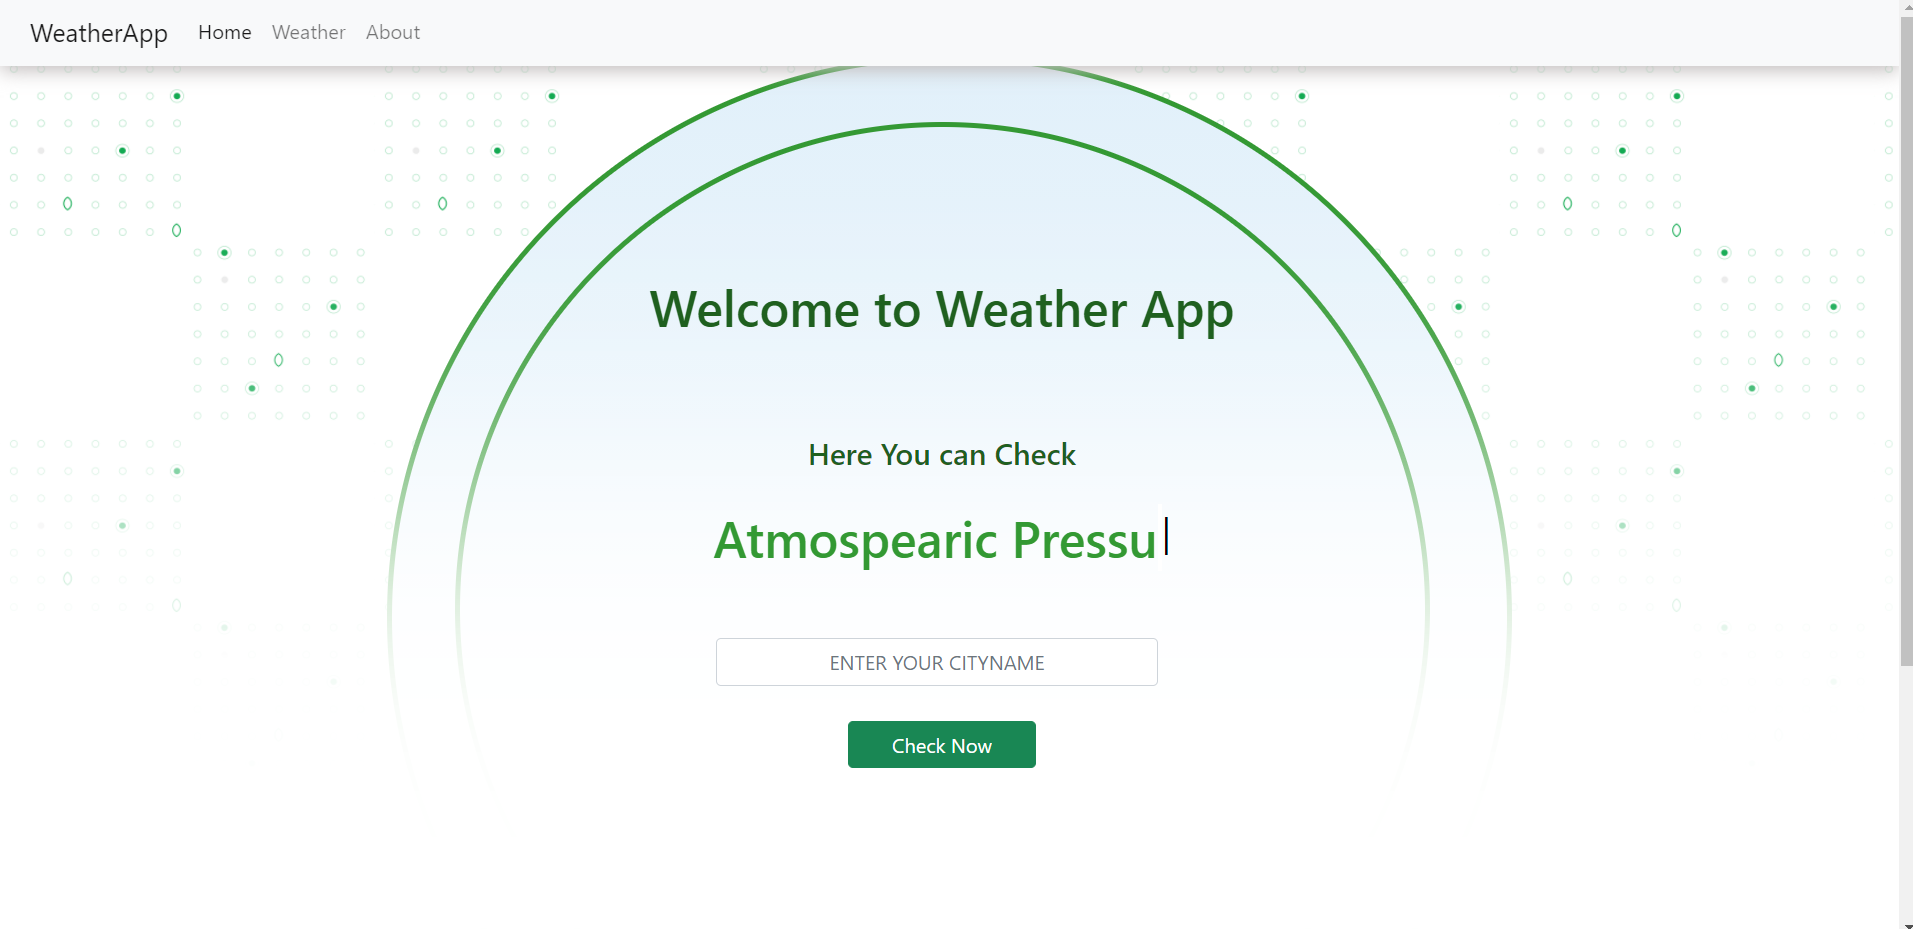 WeatherApp Home Weather About
Welcome to Weather App
Here You can Check
Atmospearic Pressu
ENTER YOUR CITYNAME
Check Now